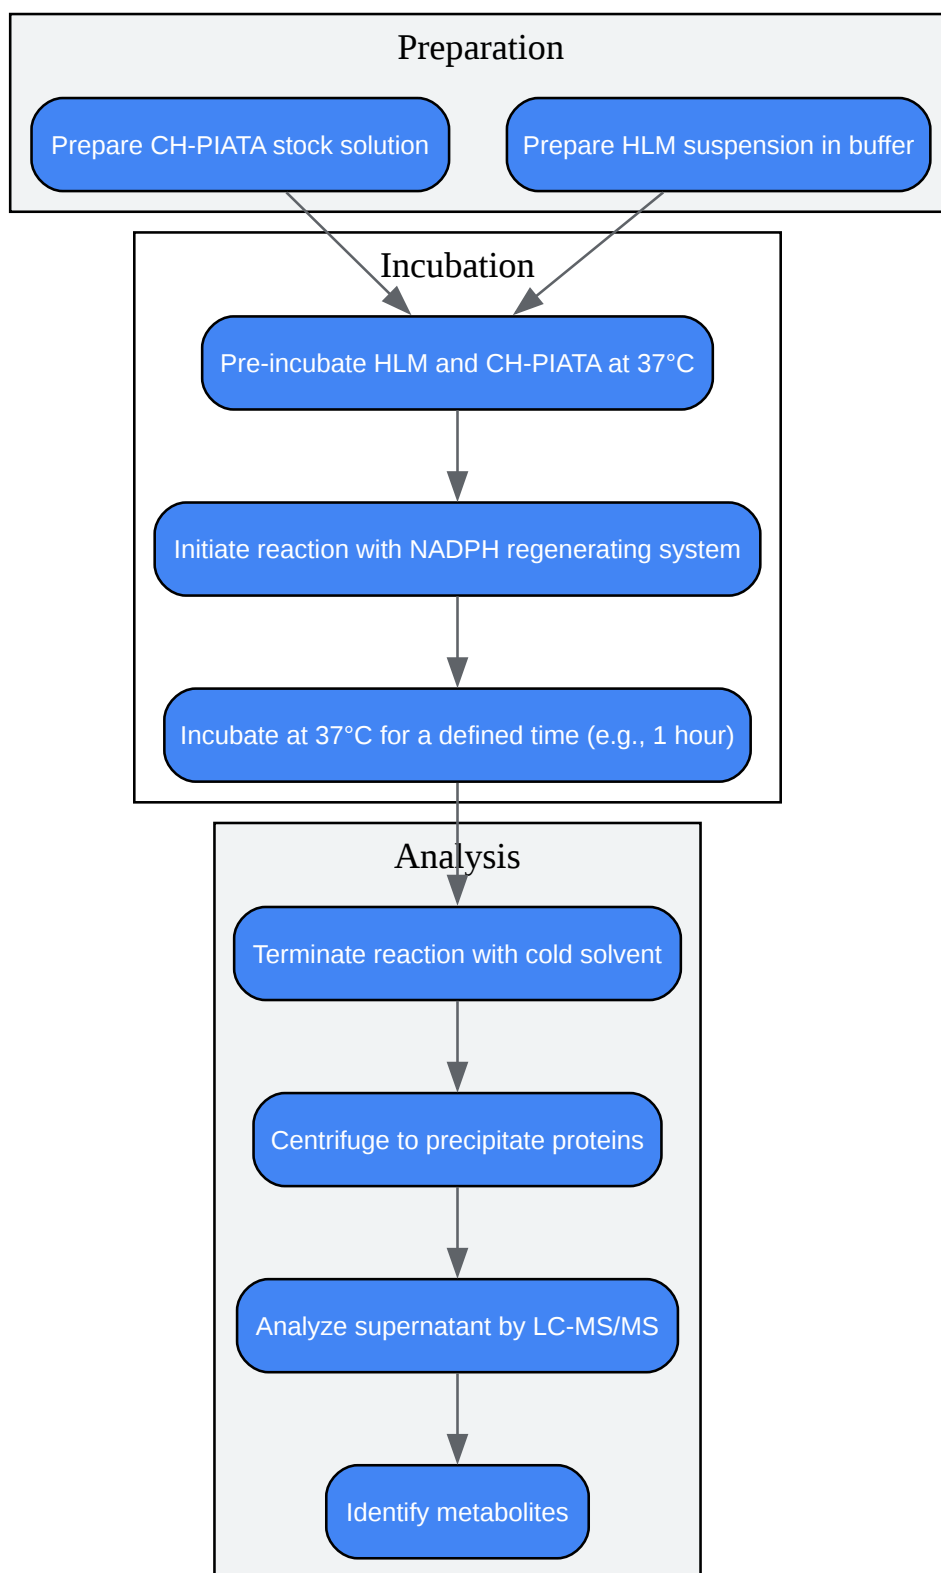 Preparation
Prepare CH-PIATA stock solution
Prepare HLM suspension in buffer
Incubation
Pre-incubate HLM and CH-PIATA at 37°C
Initiate reaction with NADPH regenerating system
Incubate at 37°C for a defined time (e.g., 1 hour)
Analysis
Terminate reaction with cold solvent
Centrifuge to precipitate proteins
Analyze supernatant by LC-MS/MS
Identify metabolites